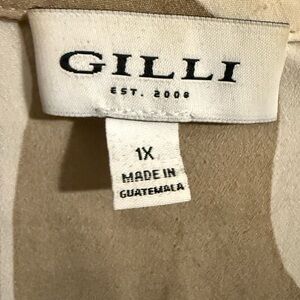 GILLI
EST. 2008
1X
MADE IN
GUATEMALA